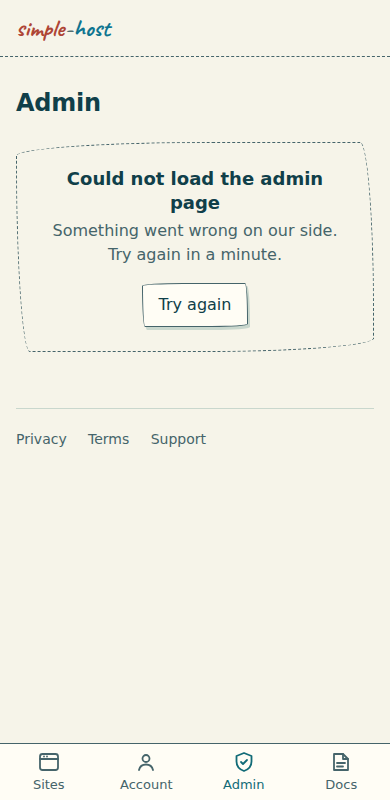 simple-host
Admin
Could not load the admin
page
Something went wrong on our side.
Try again in a minute.
Try again
Privacy Terms Support
Sites Account Admin Docs